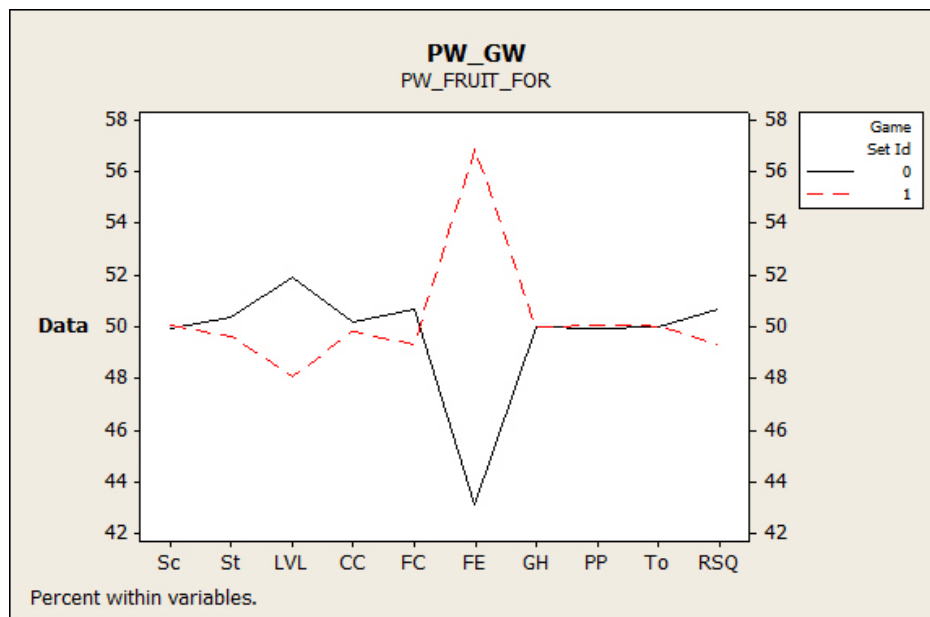 PW_GW
PW_FRUIT_FOR
58
56
54
52
50
48
46
44
42
Data
58
56
54
52
50
48
46
44
42
Game
Set Id
0
1
Sc St LVL CC FC FE GH PP To RSQ
Percent within variables.